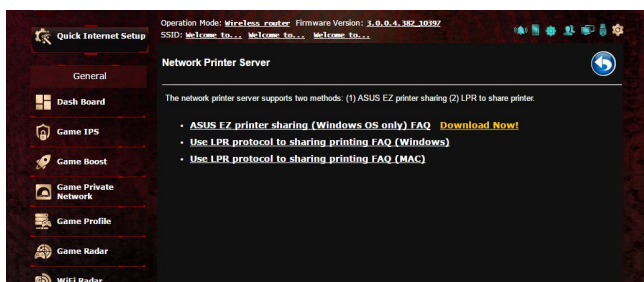 Quick Internet Setup
Operation Mode: Wireless router Firmware Version: 3.0.0.4.382_10397
SSID: Welcome to... Welcome to... Welcome to...
General
Dash Board
Game IPS
Game Boost
Game Private
Network
Game Profile
Game Radar
WiFi Radar
Network Printer Server
The network printer server supports two methods: (1) ASUS EZ printer sharing (2) LPR to share printer.
ASUS EZ printer sharing (Windows OS only) FAQ Download Now!
Use LPR protocol to sharing printing FAQ (Windows)
Use LPR protocol to sharing printing FAQ (MAC)